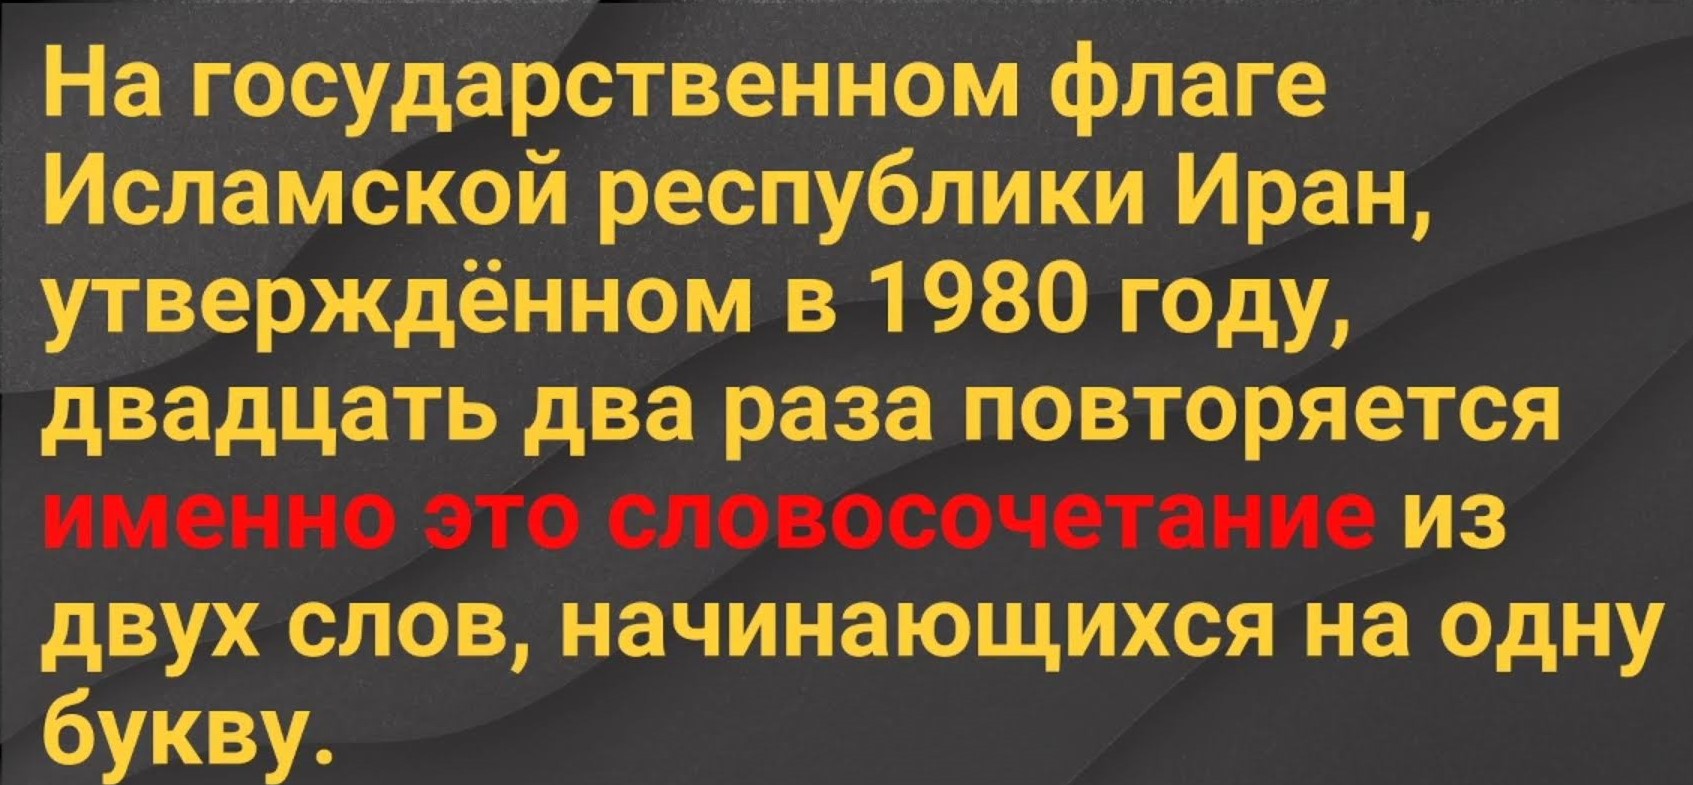 На государственном флаге
Исламской республики Иран,
утверждённом в 1980 году,
двадцать два раза повторяется
именно это словосочетание из
двух слов, начинающихся на одну
букву.